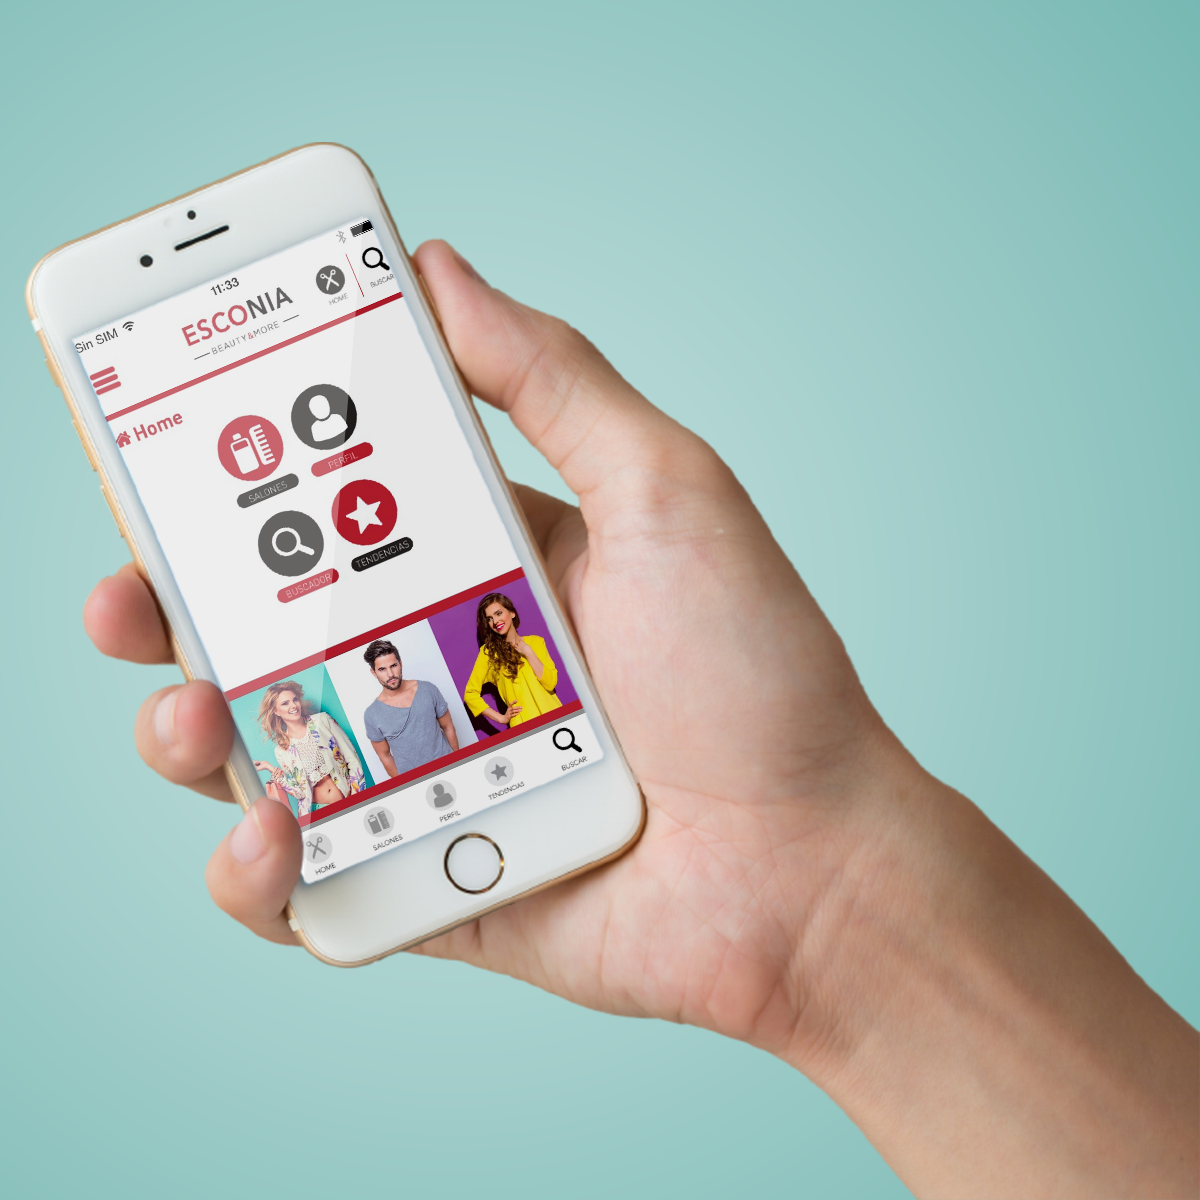 Sin SIM
11:33
ESCONIA
BEAUTY&MORE
HOME
BUSCAR
Home
SALONES
PERFIL
BUSCADOR
TENDENCIAS
HOME
SALONES
PERFIL
TENDENCIAS
BUSCAR